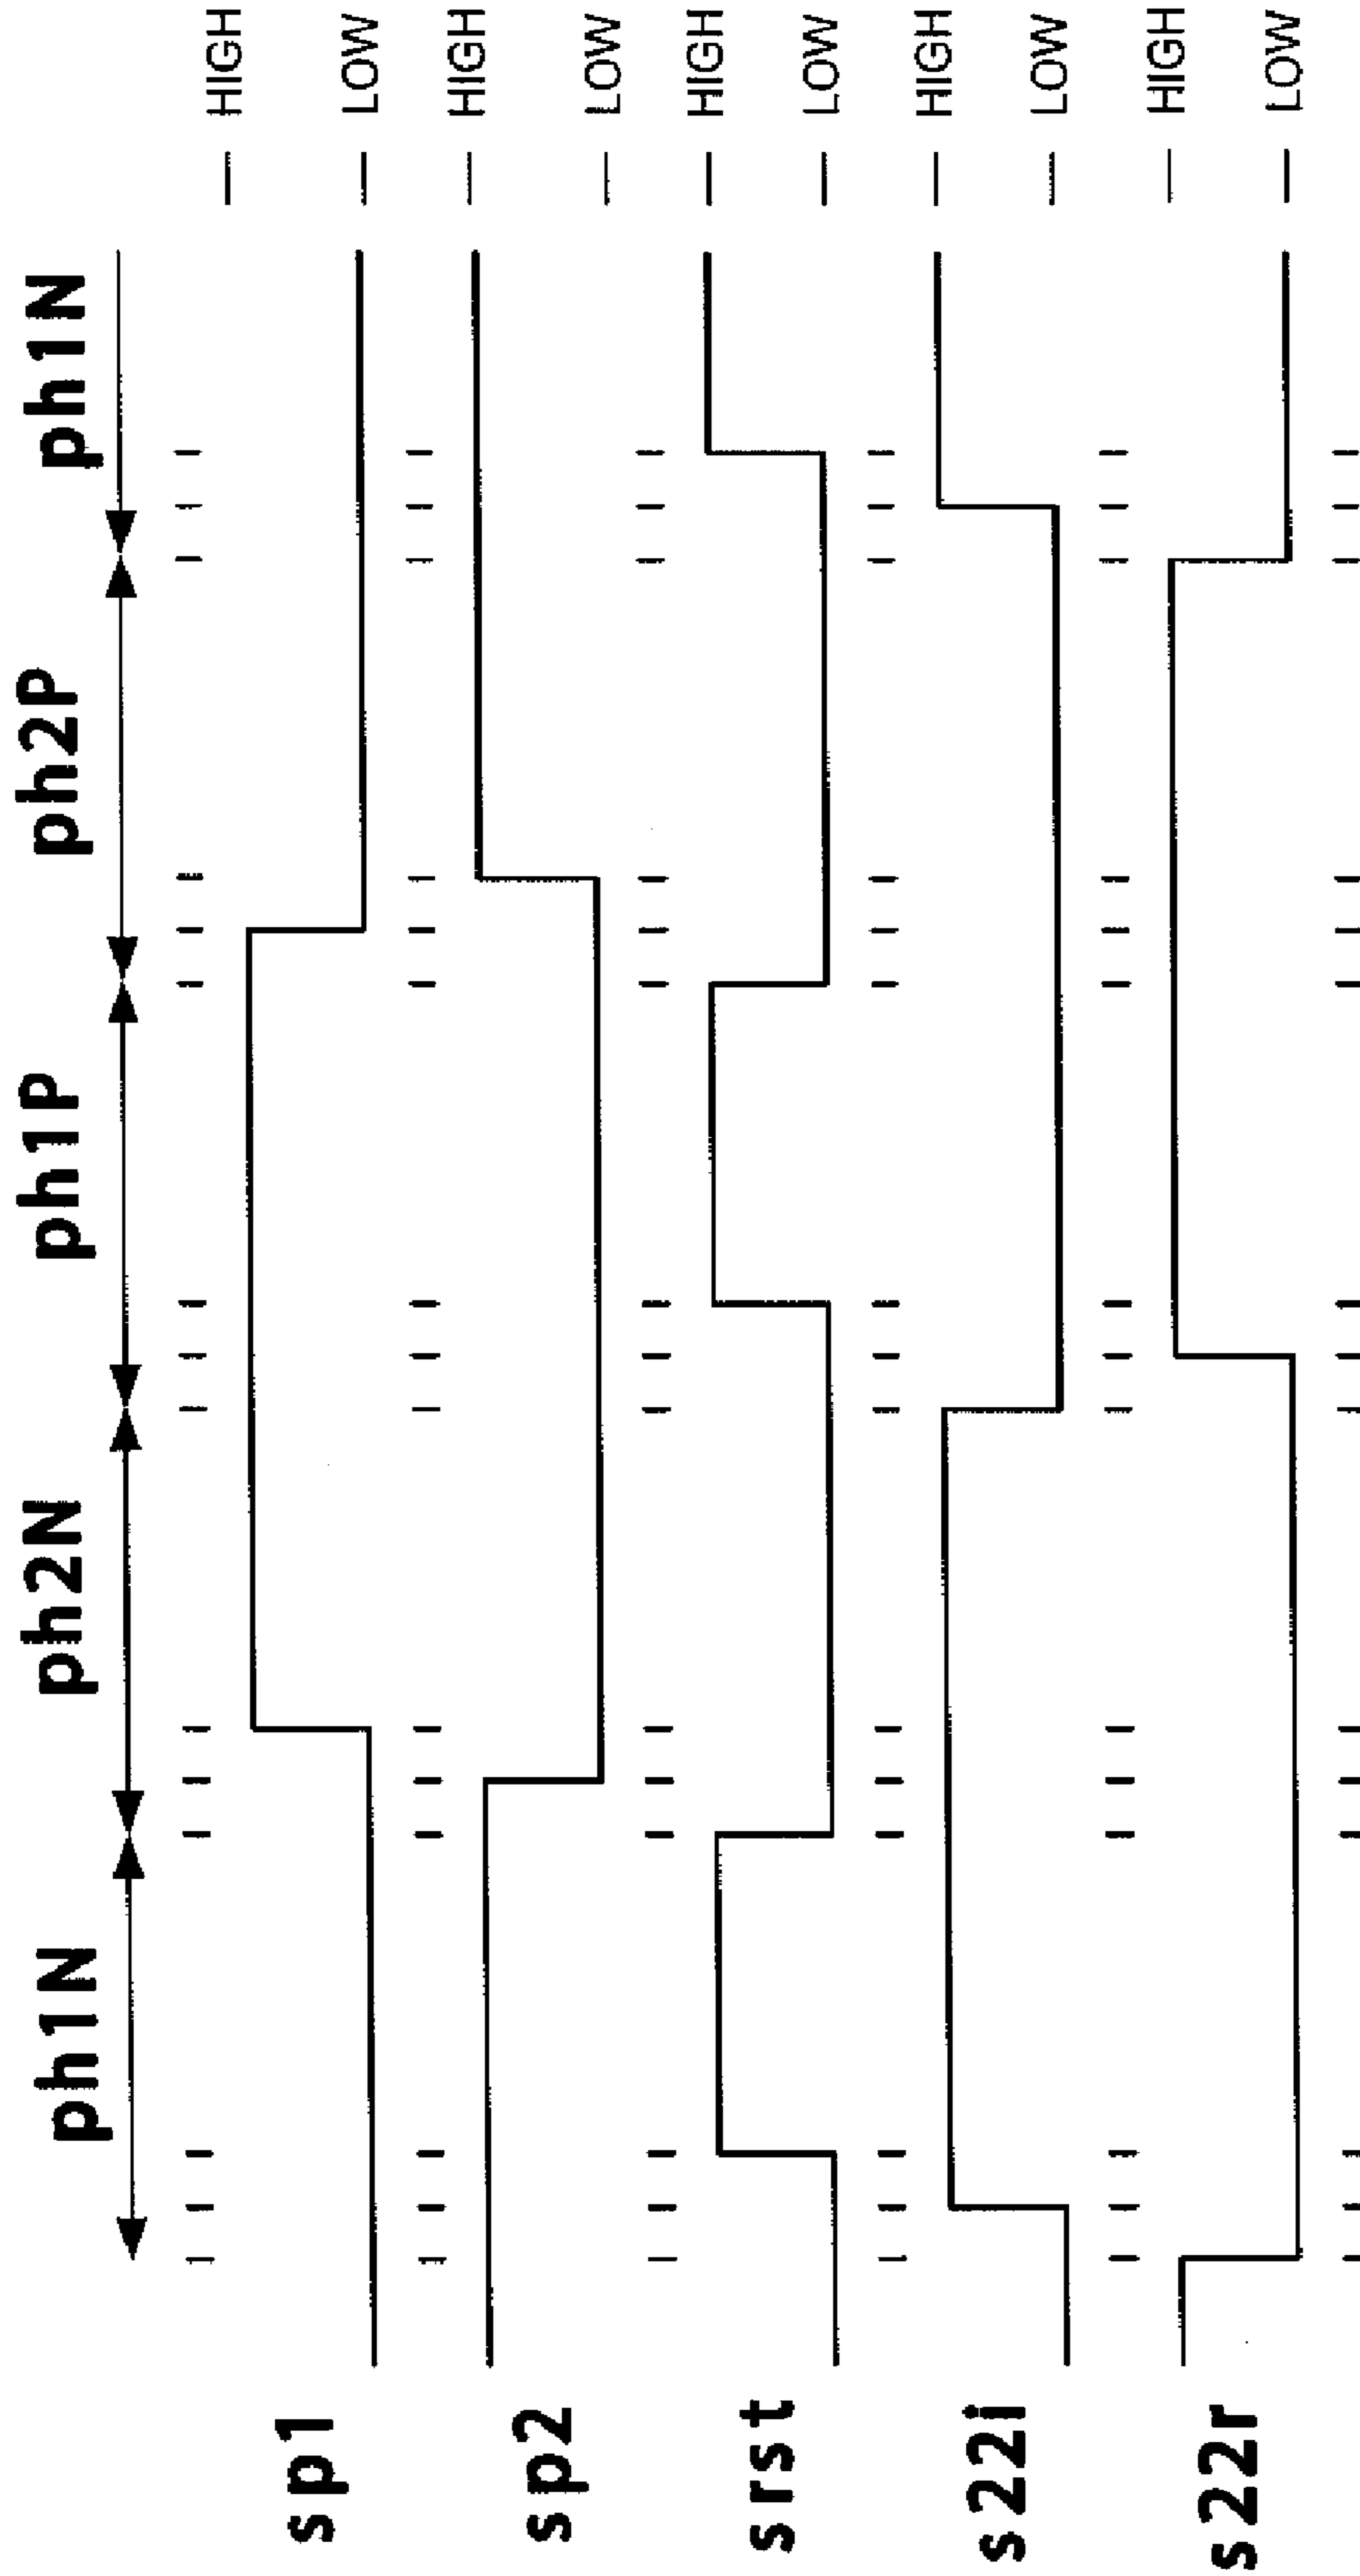 ph1N ph2N ph1P ph2P ph1N
sp1
HIGH
LOW
sp2
HIGH
LOW
srst
HIGH
LOW
s22i
HIGH
LOW
s22r
HIGH
LOW